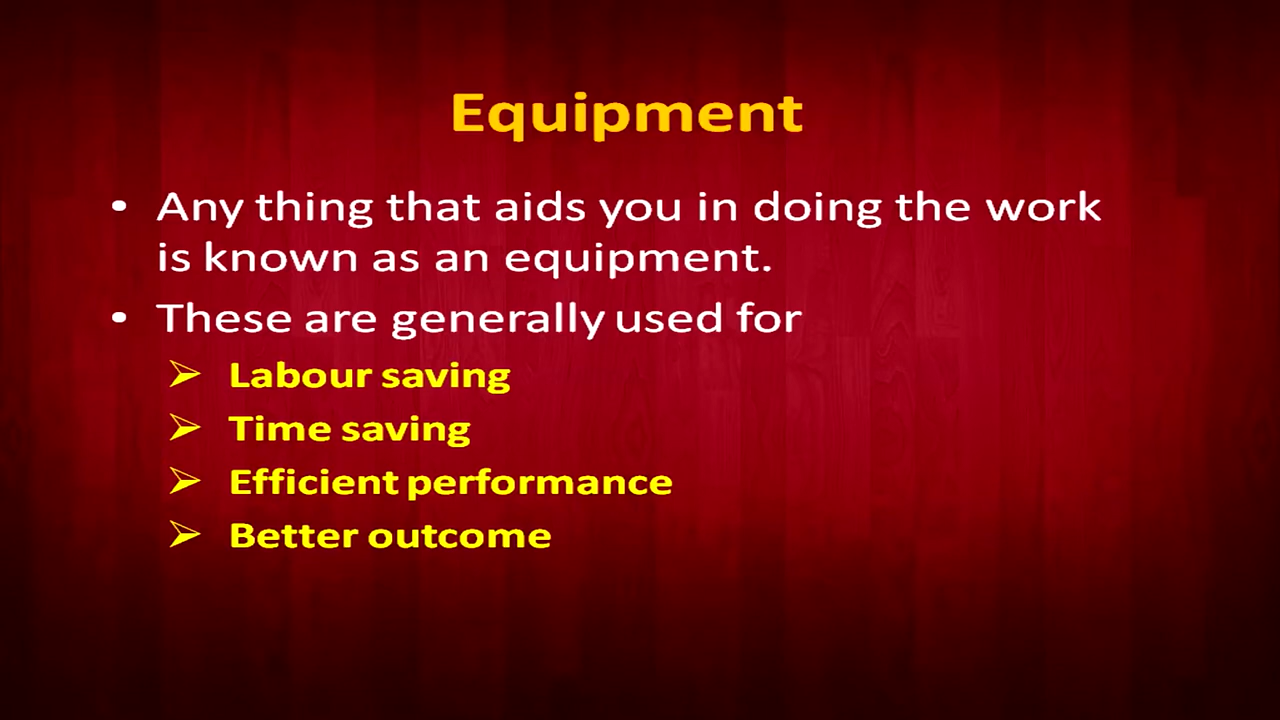 Equipment
• Any thing that aids you in doing the work
is known as an equipment.
• These are generally used for
➢ Labour saving
➢ Time saving
➢ Efficient performance
➢ Better outcome